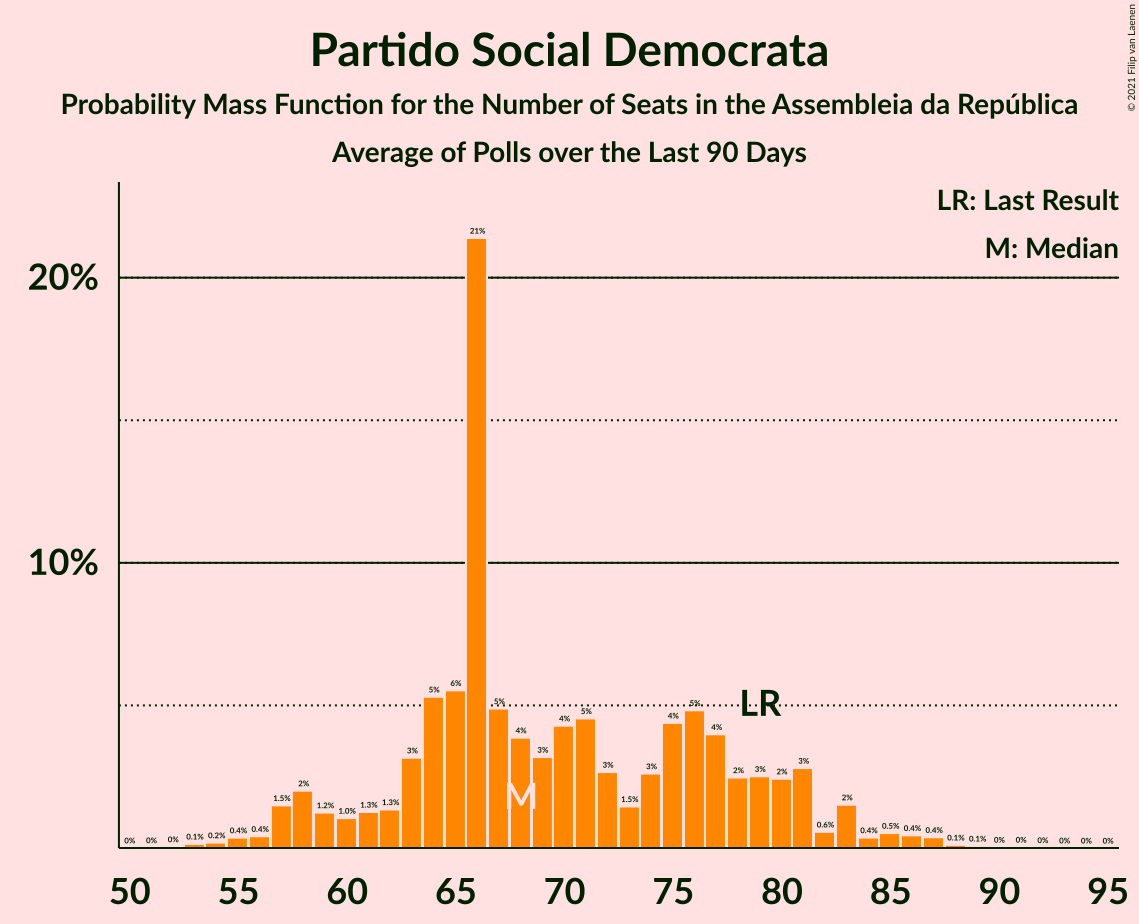 Partido Social Democrata
Probability Mass Function for the Number of Seats in the Assembleia da República
Average of Polls over the Last 90 Days
© 2021 Filip van Laenen
LR: Last Result
M: Median
20%
10%
0% 0% 0% 0.1% 0.2% 0.4% 0.4% 1.5% 2% 1.2% 1.0% 1.3% 1.3% 3% 5% 6% 21% 5% 4% 3% 4% 5% 3% 1.5% 3% 4% 5% 4% 2% 3% 2% 3% 0.6% 2% 0.4% 0.5% 0.4% 0.4% 0.1% 0.1% 0% 0% 0% 0% 0% 0%
LR
M
50 55 60 65 70 75 80 85 90 95